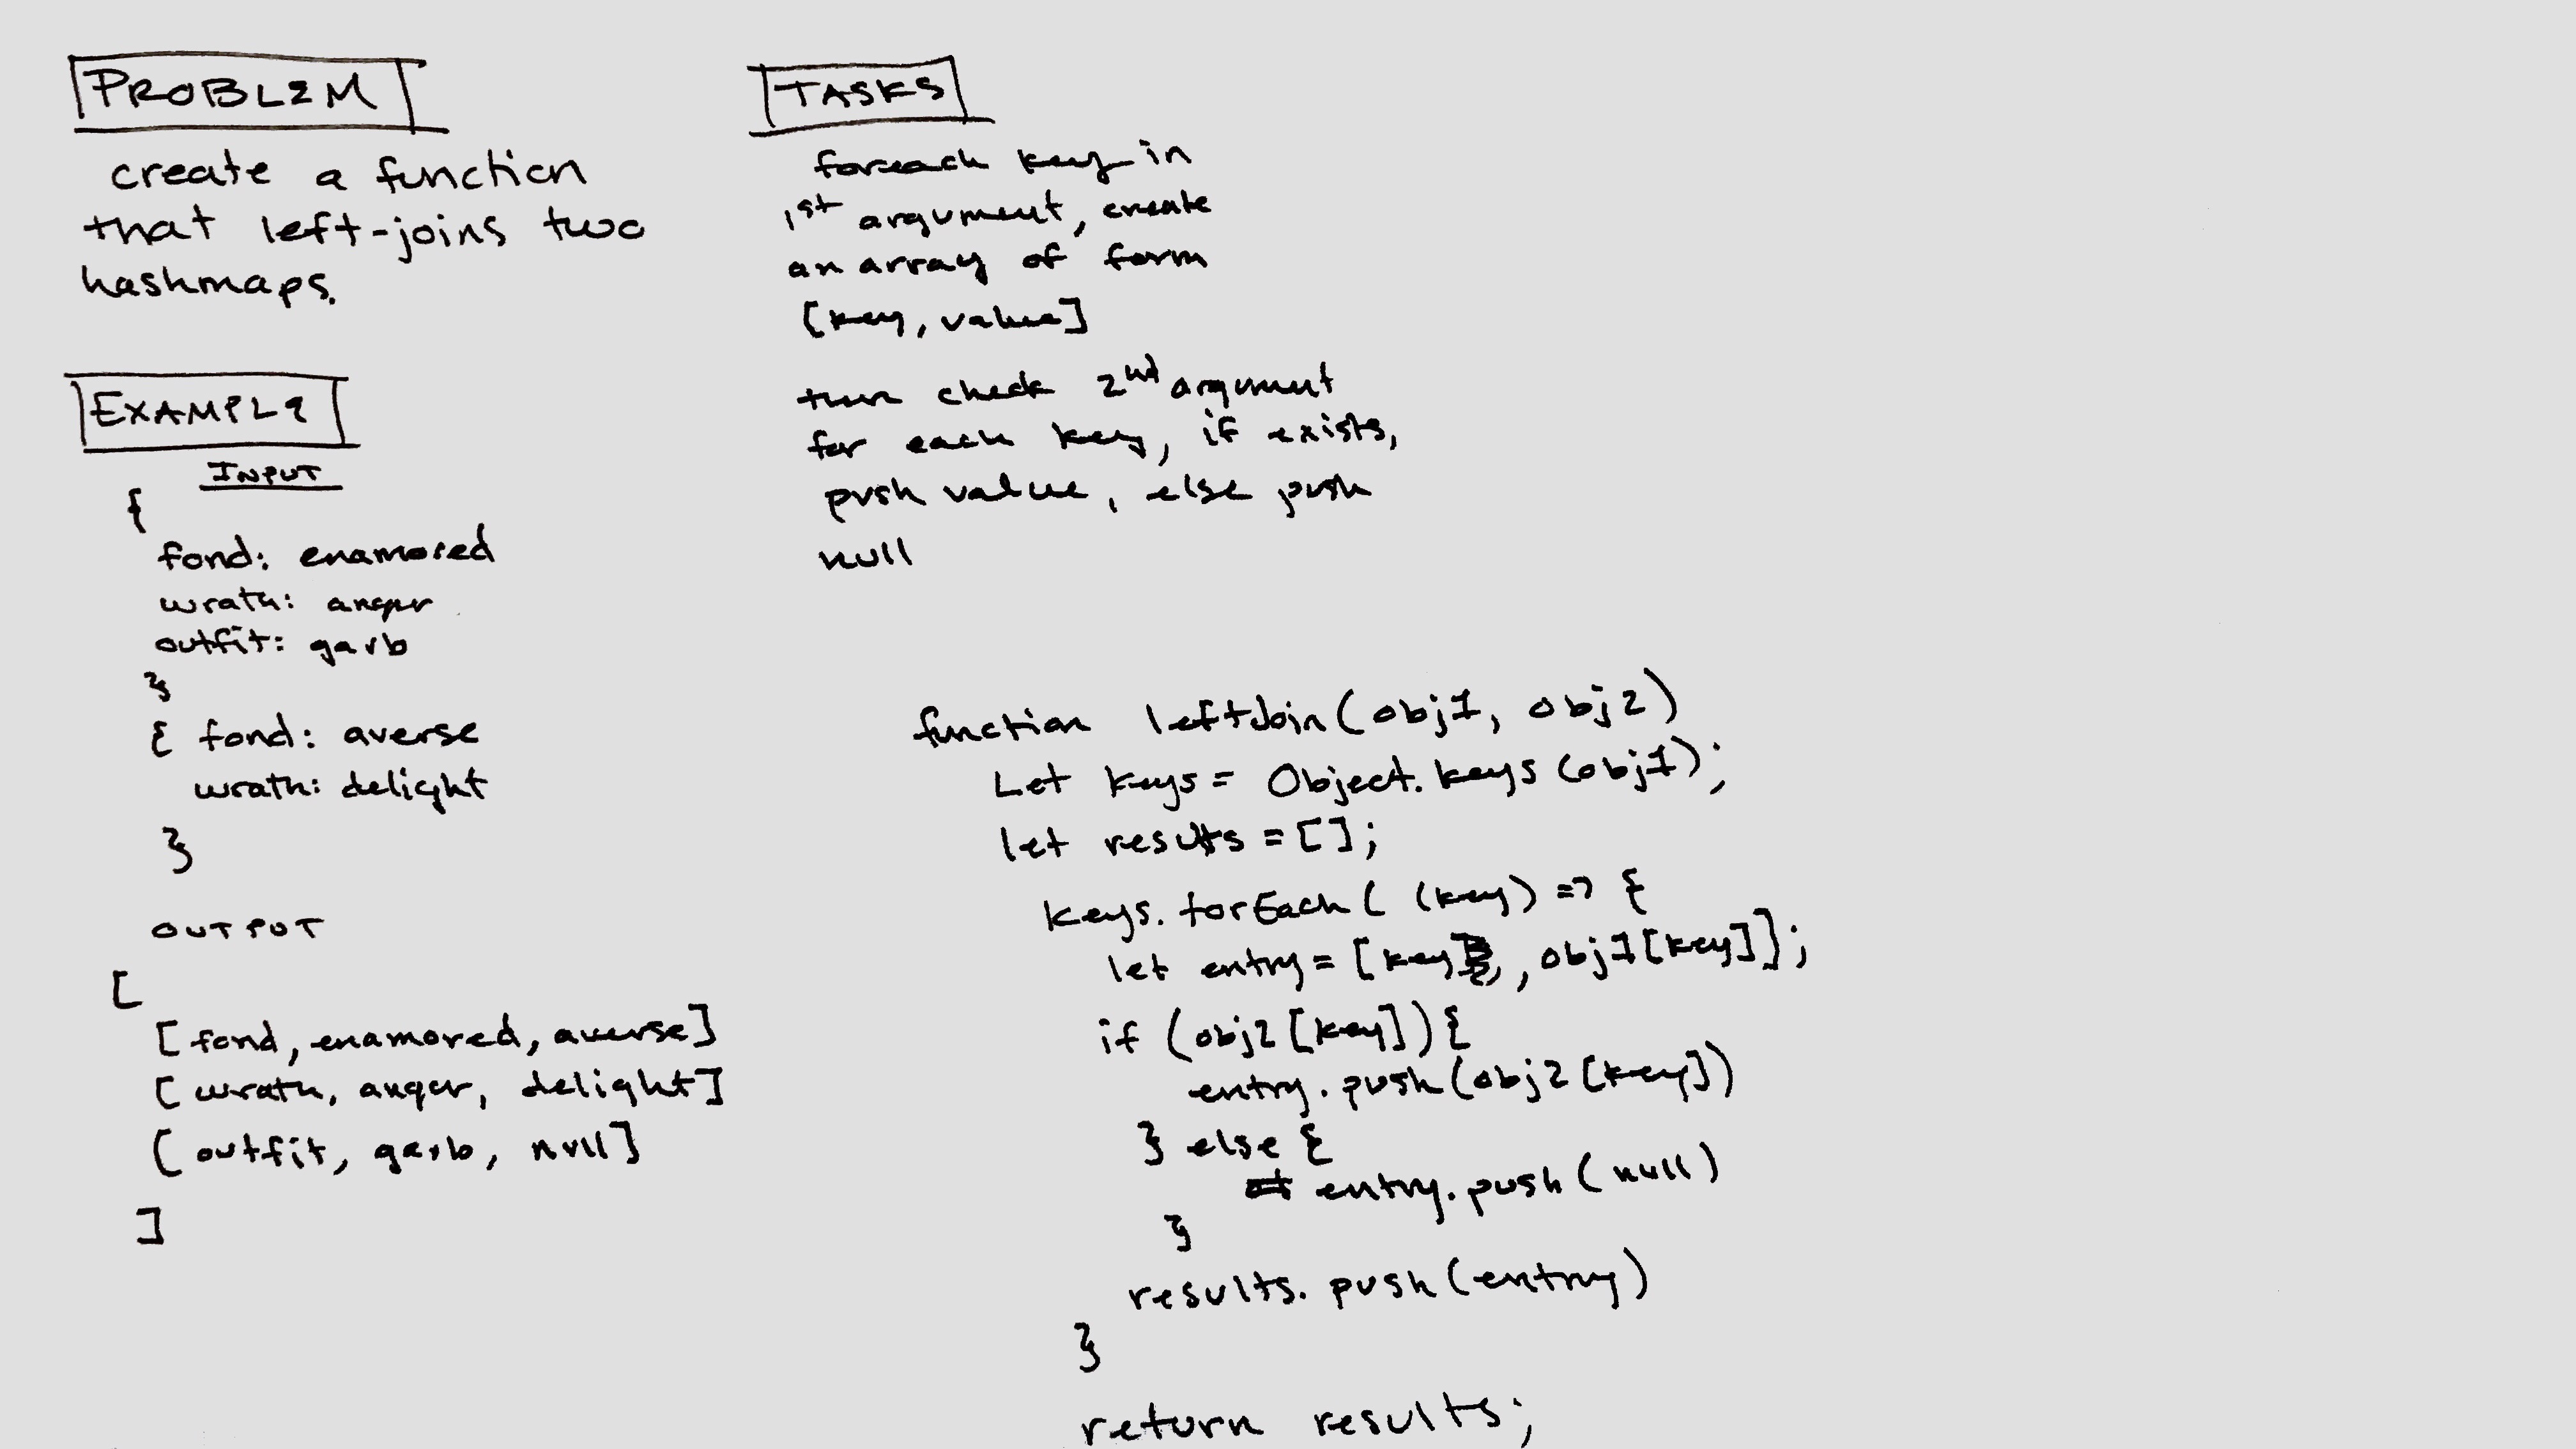 PROBLEM
create a function
that left-joins two
hashmaps.
EXAMPLE
INPUT
{
fond: enamored
wrath: anger
outfit: garb
}
{ fond: averse
wrath: delight
}
OUTPUT
[
[fond, enamored, averse]
[wrath, anger, delight]
[outfit, garb, null]
]
TASKS
foreach key in
1st argument, create
an array of form
[key, value]
then check 2nd argument
for each key, if exists,
push value, else push
null
function leftJoin(obj1, obj2)
Let keys = Object.keys(obj1);
let results = [];
keys.forEach( (key) => {
let entry = [key, obj1[key]];
if (obj2[key]){
entry.push(obj2[key])
} else {
entry.push(null)
}
results.push(entry)
}
return results;